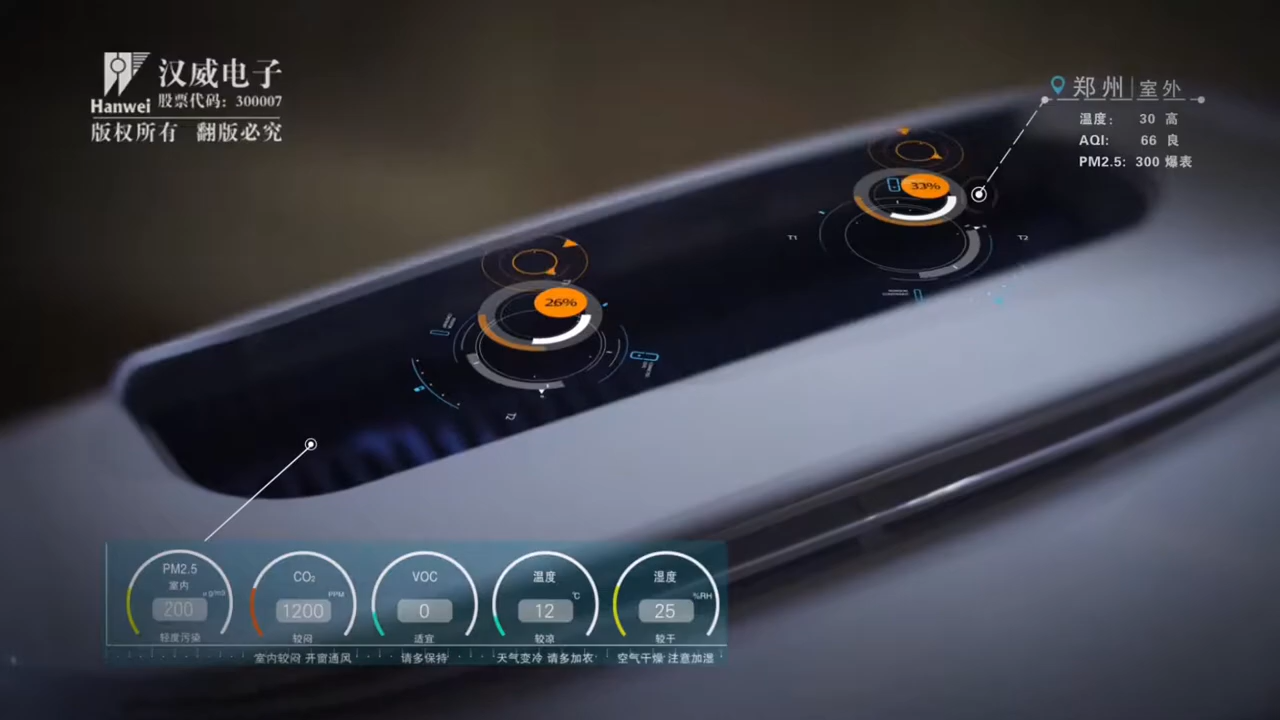 汉威电子
Hanwei 股票代码：300007
版权所有 翻版必究
郑州 室外
温度： 30 高
AQI: 66 良
PM2.5: 300 爆表
33%
T1
T2
26%
PM2.5
室内
μgm3
200
轻度污染
CO₂
PPM
1200
较闷
室内较闷 开窗通风
VOC
0
适宜
请多保持
温度
℃
12
较凉
天气变冷 请多加衣
湿度
%RH
25
较干
空气干燥 注意加湿